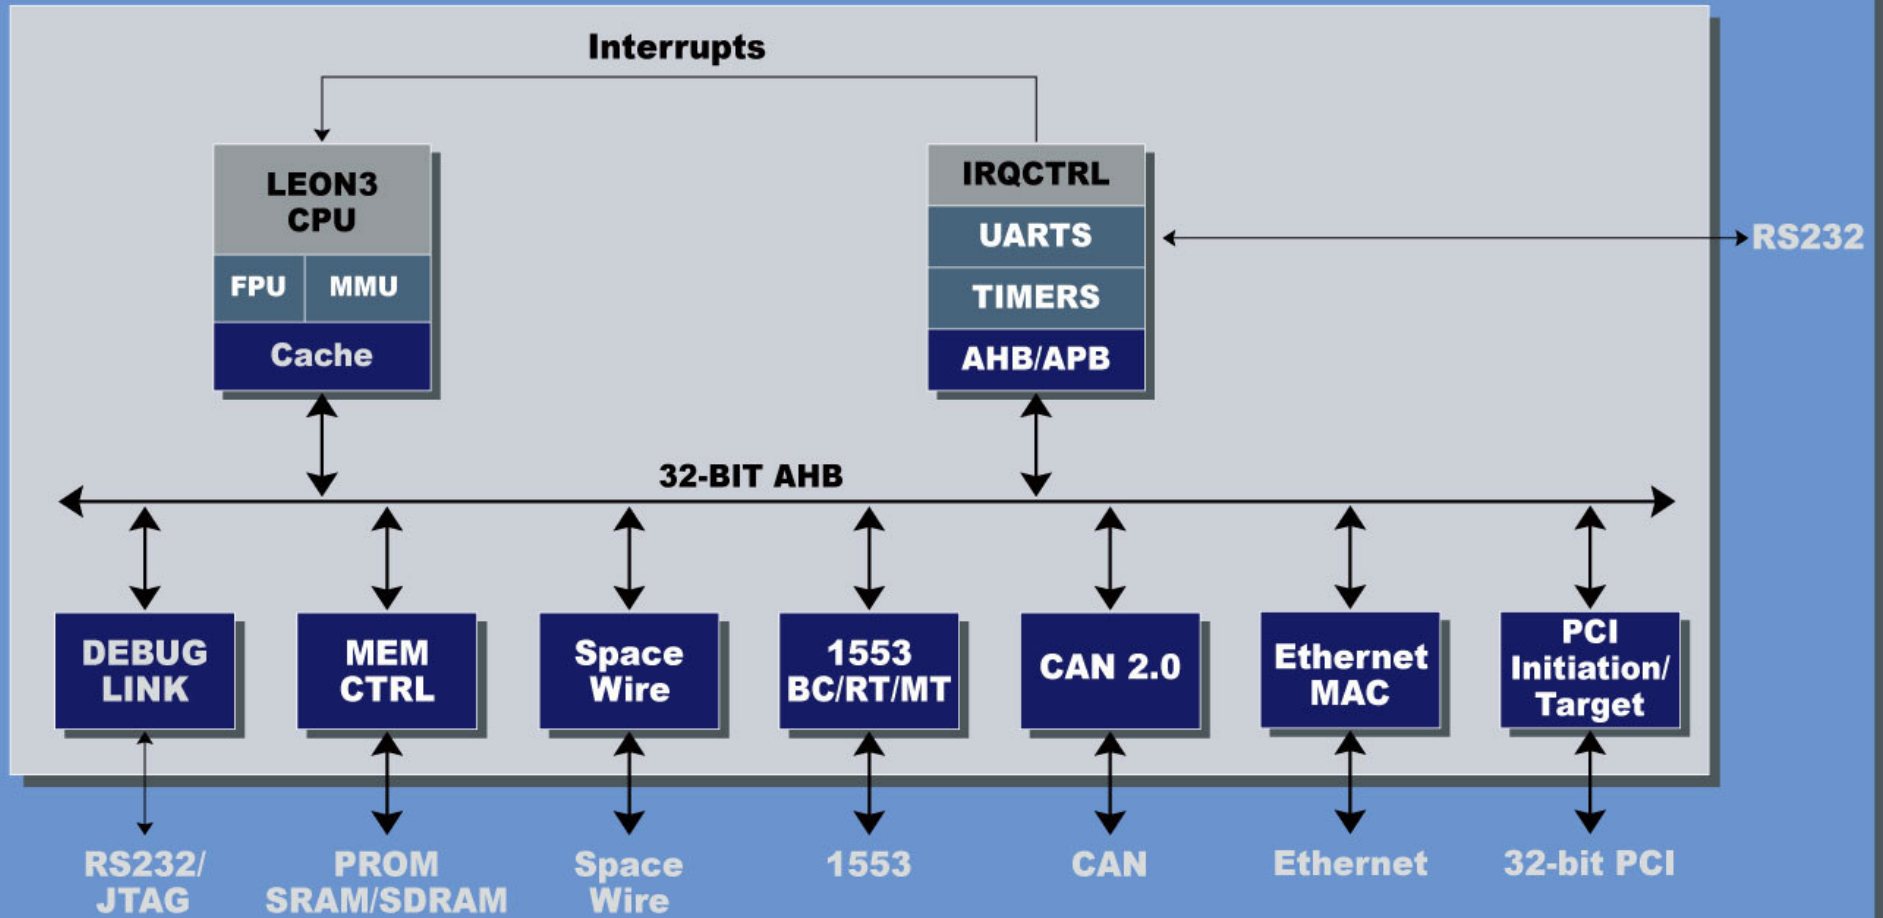 Interrupts
LEON3
CPU
FPU MMU
Cache
IRQCTRL
UARTS
TIMERS
AHB/APB
RS232
32-BIT AHB
DEBUG
LINK
MEM
CTRL
Space
Wire
1553
BC/RT/MT
CAN 2.0
Ethernet
MAC
PCI
Initiation/
Target
RS232/
JTAG
PROM
SRAM/SDRAM
Space
Wire
1553
CAN
Ethernet
32-bit PCI